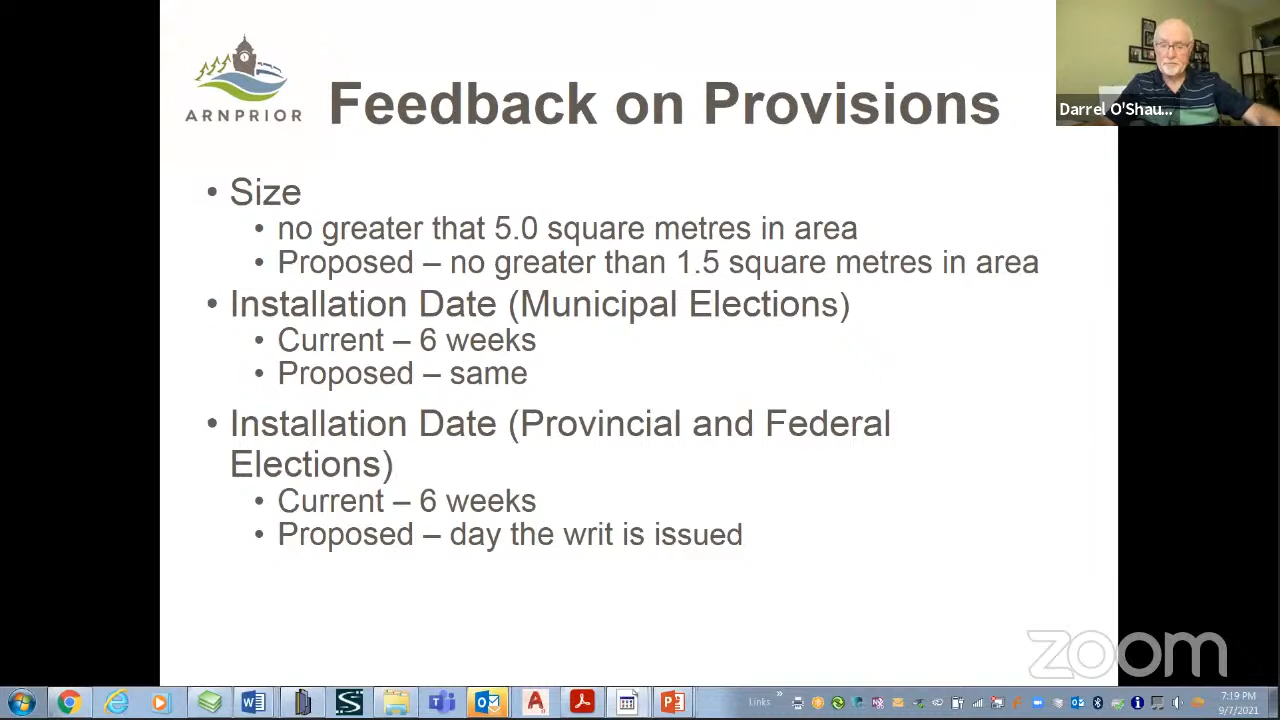 ARNPRIOR
Feedback on Provisions
Darrel O'Shau...
• Size
• no greater that 5.0 square metres in area
• Proposed – no greater than 1.5 square metres in area
• Installation Date (Municipal Elections)
• Current – 6 weeks
• Proposed – same
• Installation Date (Provincial and Federal
Elections)
• Current – 6 weeks
• Proposed – day the writ is issued
zoom
Links
7:19 PM
9/7/2021